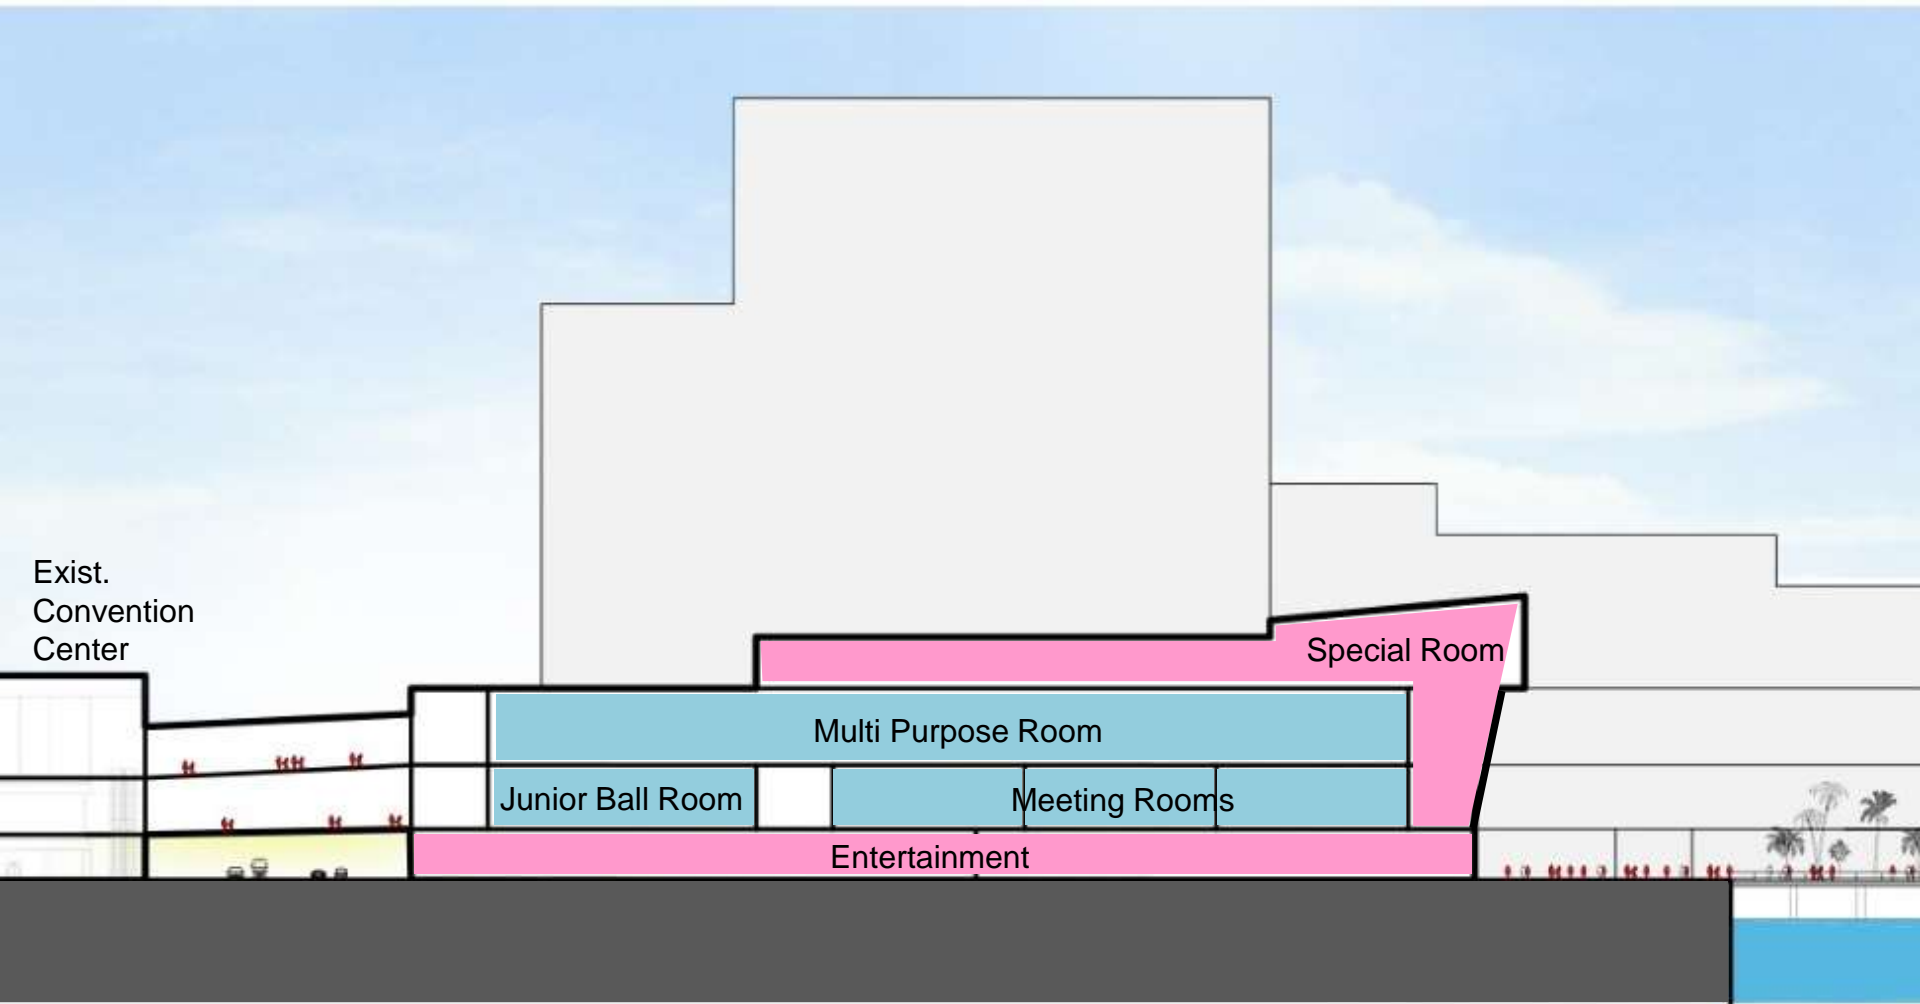 Exist.
Convention
Center
Special Room
Multi Purpose Room
Junior Ball Room
Meeting Rooms
Entertainment